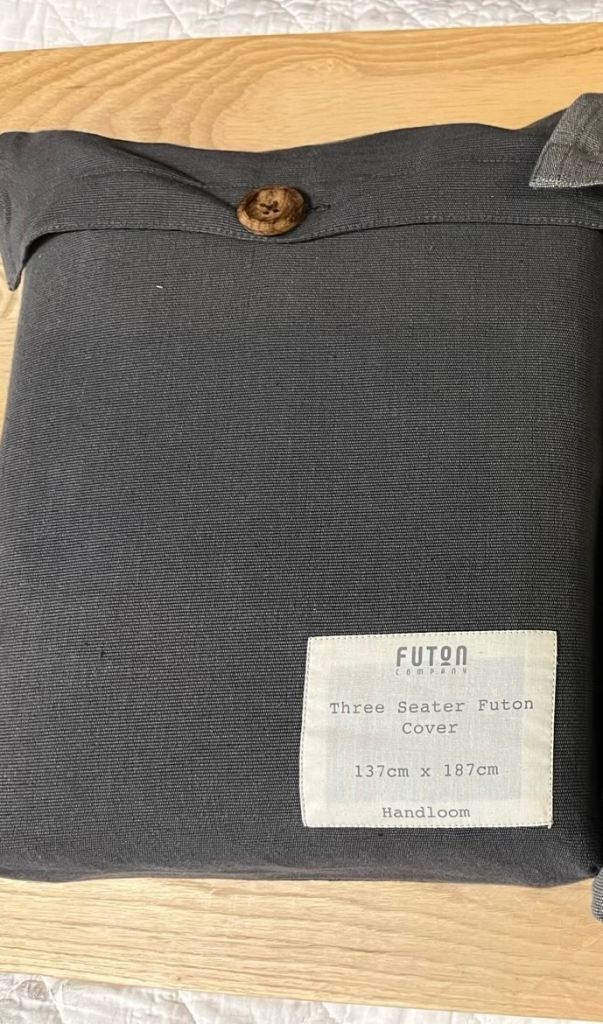 FUTON
COMPANY
Three Seater Futon
Cover
137cm x 187cm
Handloom